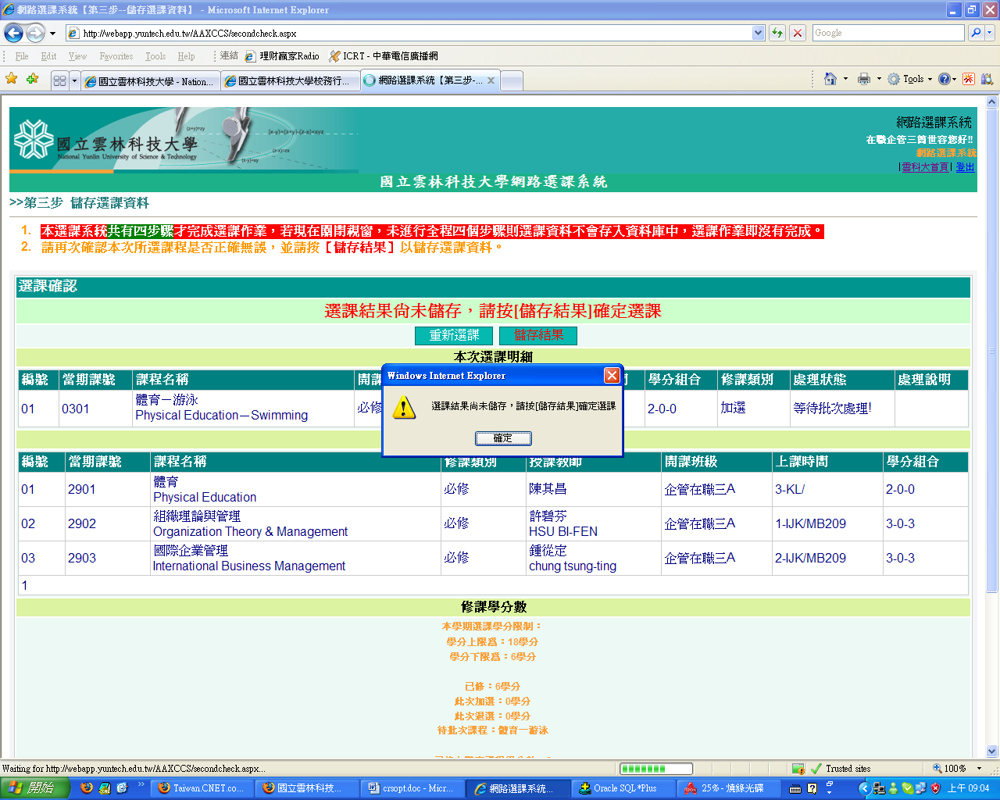 網路選課系統【第三步--儲存選課資料】 - Microsoft Internet Explorer
http://webapp.yuntech.edu.tw/AAXCCS/secondcheck.aspx
Google
File Edit View Favorites Tools Help
連結 理財贏家Radio ICRT - 中華電信廣播網
國立雲林科技大學 - Nation...
國立雲林科技大學校務行...
網路選課系統【第三步-...
Tools
國立雲林科技大學
National Yunlin University of Science & Technology
(x+y)=zy
(x-y)+(z+y)-(z-x)=xyz
(z-x)=zx
(x-y)=xy
網路選課系統
在職企管三曾世容您好!!
網路選課系統
|雲科大首頁| 登出
國立雲林科技大學網路選課系統
>>第三步 儲存選課資料
1. 本選課系統共有四步驟才完成選課作業，若現在關閉視窗，未進行全程四個步驟則選課資料不會存入資料庫中，選課作業即沒有完成。
2. 請再次確認本次所選課程是否正確無誤，並請按【儲存結果】以儲存選課資料。
選課確認
選課結果尚未儲存，請按[儲存結果]確定選課
重新選課 儲存結果
本次選課明細
編號 當期課號 課程名稱 開課 學分組合 修課類別 處理狀態 處理說明
01 0301 體育－游泳 必修 2-0-0 加選 等待批次處理!
Physical Education－Swimming
Windows Internet Explorer
選課結果尚未儲存，請按[儲存結果]確定選課
確定
編號 當期課號 課程名稱 修課類別 授課教師 開課班級 上課時間 學分組合
01 2901 體育 必修 陳其昌 企管在職三A 3-KL/ 2-0-0
Physical Education
02 2902 組織理論與管理 必修 許碧芬 企管在職三A 1-IJK/MB209 3-0-3
Organization Theory & Management HSU BI-FEN
03 2903 國際企業管理 必修 鍾從定 企管在職三A 2-IJK/MB209 3-0-3
International Business Management chung tsung-ting
1
修課學分數
本學期選課學分限制：
學分上限為：18學分
學分下限為：6學分
已修：6學分
此次加選：0學分
此次退選：0學分
待批次課程：體育－游泳
Waiting for http://webapp.yuntech.edu.tw/AAXCCS/secondcheck.aspx...
Trusted sites
100%
開始
Taiwan.CNET.co...
國立雲林科技...
crsopt.doc - Micr...
網路選課系統...
Oracle SQL *Plus
25% - 燒錄光碟
上午 09:04